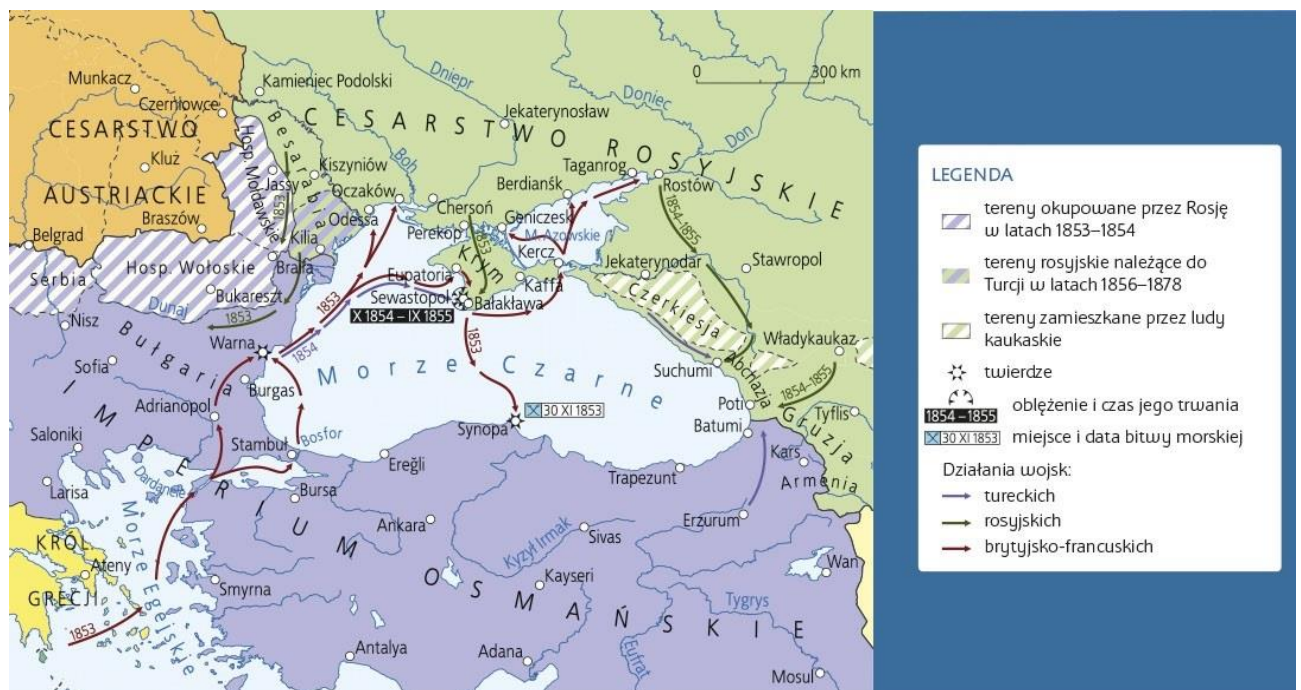 Munkacz
Kamieniec Podolski
Dniepr
0 300 km
Czerniowce
Doniec
CESARSTWO
AUSTRIACKIE
Hosp. Mołdawskie
Besarabia
CESARSTWO ROSYJSKIE
Jekaterynosław
Don
Kluż
Boh
Taganrog
Kiszyniów
Jassy
Oczaków
Berdiańsk
Rostów
1853
Odessa
Chersoń
Geniczesk
1854–1855
Braszów
Perekop
M. Azowskie
Belgrad
Kilia
1853
Kercz
Stawropol
Serbia
Hosp. Wołoskie
Braiła
Krym
Jekaterynodar
Eupatoria
Kaffa
Bukareszt
1853
Sewastopol
Bałakława
Czerkiesja
Dunaj
1853
X 1854 – IX 1855
Nisz
1854
1853
Władykaukaz
Bułgaria
Warna
Abchazja
Sofia
Morze Czarne
Suchumi
1854–1855
Burgas
IMPERIUM OSMAŃSKIE
Adrianopol
30 XI 1853
Poti
Gruzja
Tyflis
Saloniki
Stambuł
Bosfor
Synopa
Batumi
Ereğli
Kars
Dardanele
Trapezunt
Armenia
Larisa
Bursa
Morze Egejskie
Ankara
Erzurum
KRÓL.
GRECJI
Kyzył Irmak
Sivas
Ateny
Wan
Smyrna
Kayseri
Tygrys
1853
Eufrat
Antalya
Adana
Mosul
LEGENDA
tereny okupowane przez Rosję
w latach 1853–1854
tereny rosyjskie należące do
Turcji w latach 1856–1878
tereny zamieszkane przez ludy
kaukaskie
twierdze
1854 –1855
oblężenie i czas jego trwania
30 XI 1853
miejsce i data bitwy morskiej
Działania wojsk:
tureckich
rosyjskich
brytyjsko-francuskich